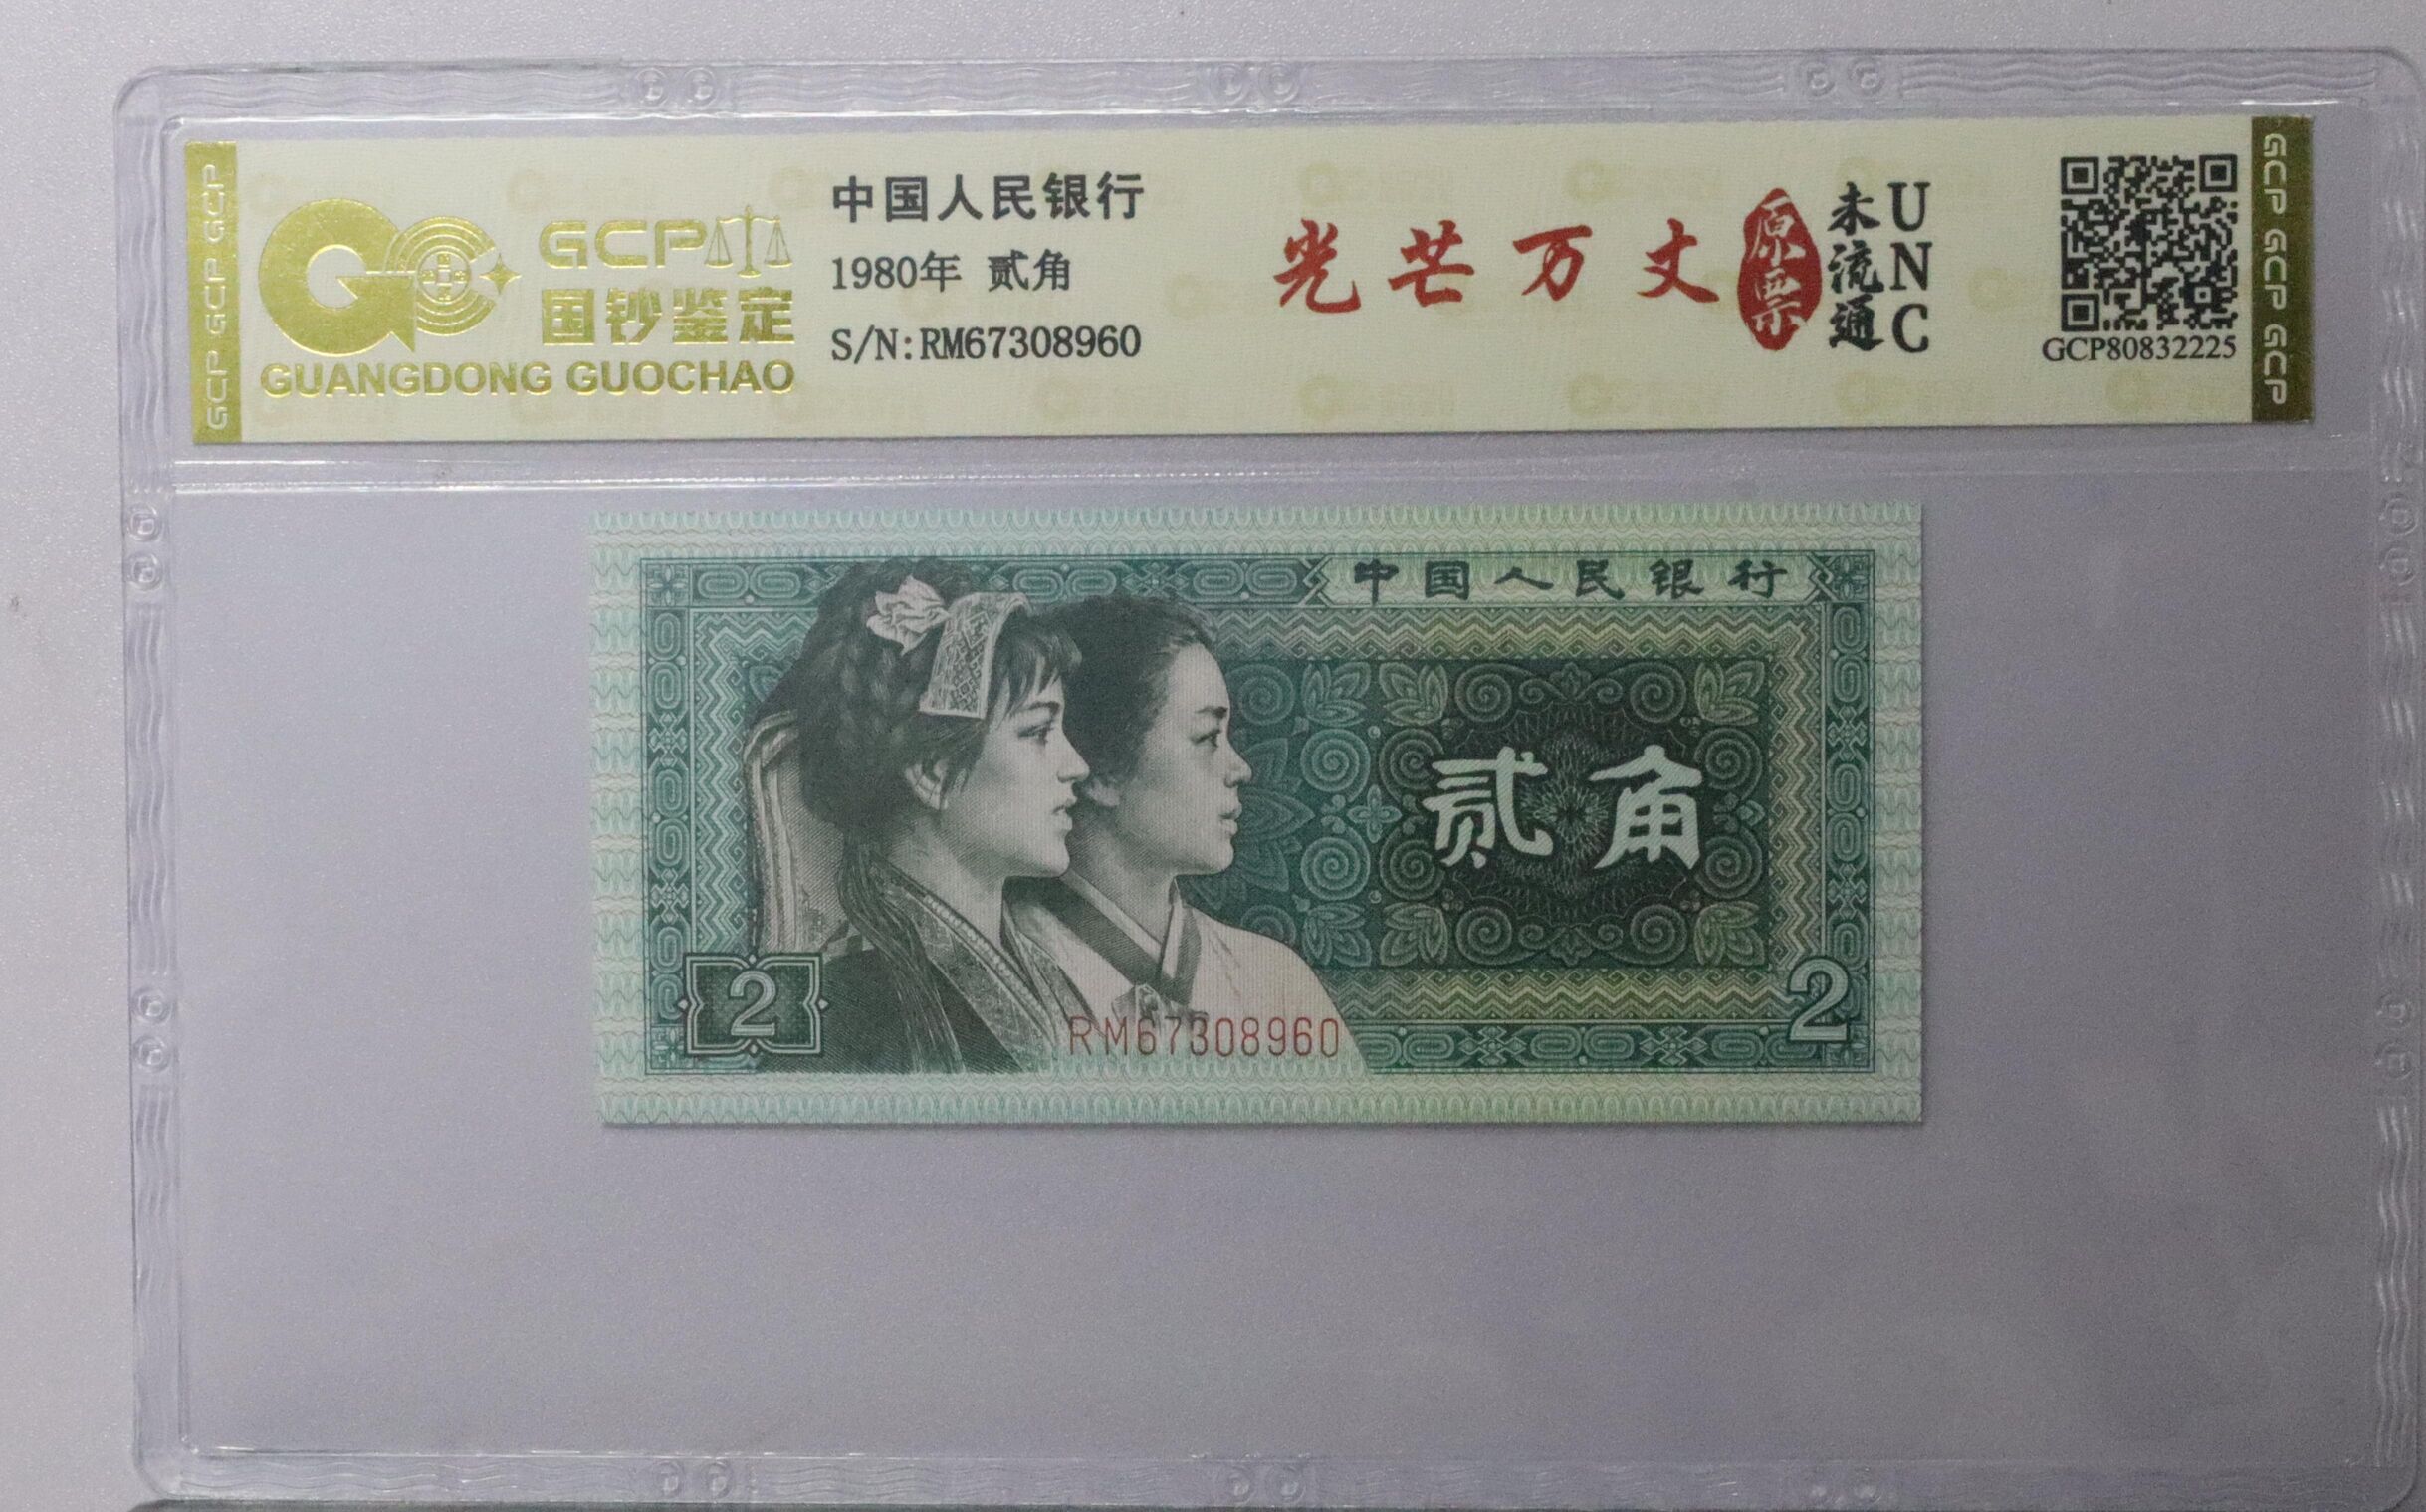 GCP GCP GCP
GCP
国钞鉴定
GUANGDONG GUOCHAO
中国人民银行
1980年 贰角
S/N:RM67308960
光芒万丈
原票
未流通
UNC
GCP80832225
GCP GCP GCP
中国人民银行
贰角
2
RM67308960
2